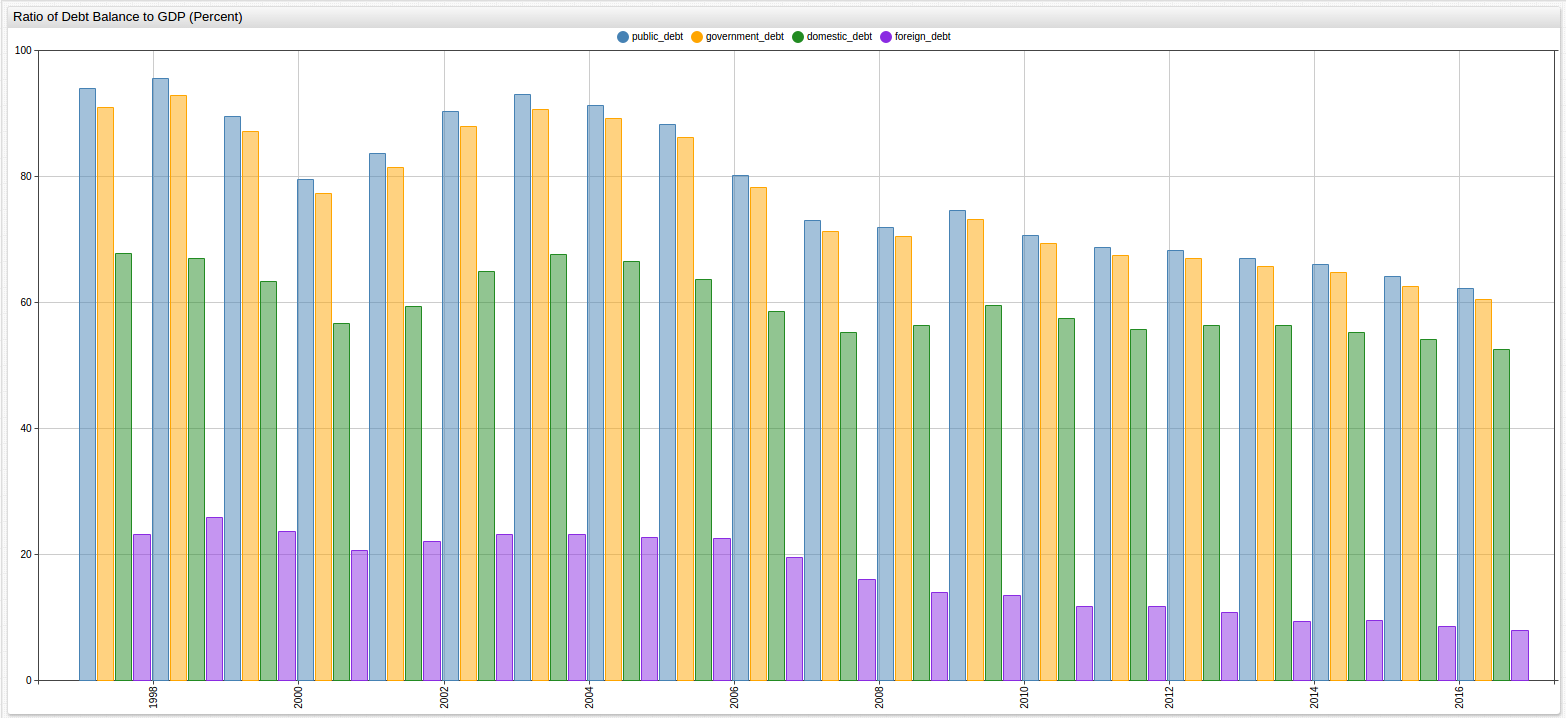 Ratio of Debt Balance to GDP (Percent)
public_debt government_debt domestic_debt foreign_debt
100
80
60
40
20
0
1998 2000 2002 2004 2006 2008 2010 2012 2014 2016